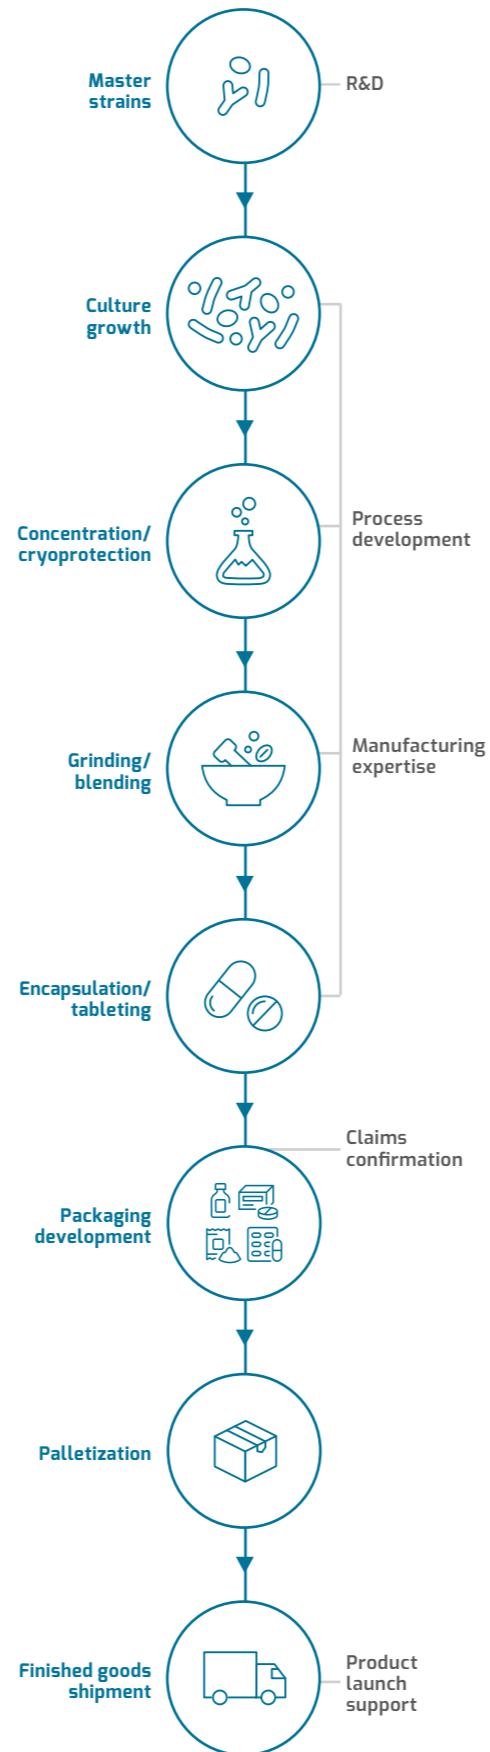 Master
strains
R&D
Culture
growth
Concentration/
cryoprotection
Process
development
Grinding/
blending
Manufacturing
expertise
Encapsulation/
tableting
Claims
confirmation
Packaging
development
Palletization
Finished goods
shipment
Product
launch
support